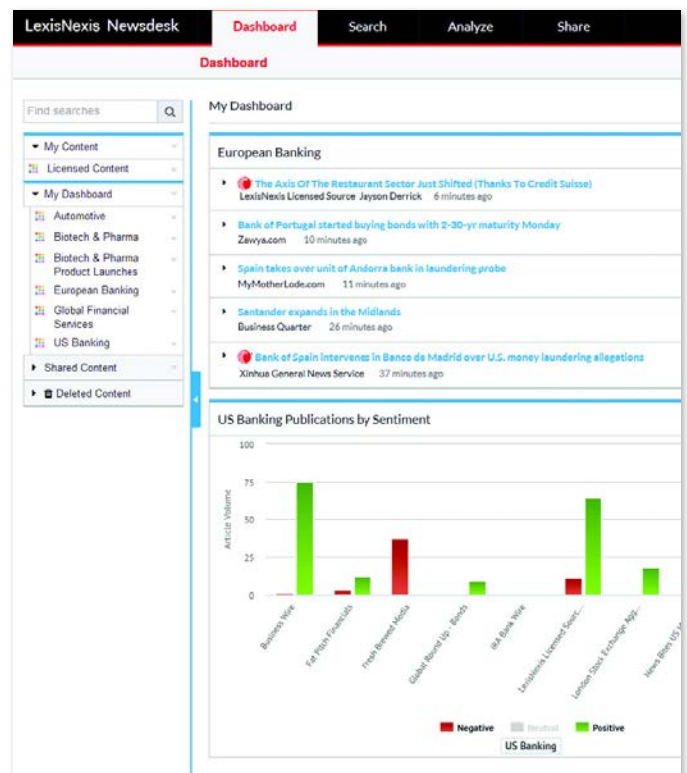 LexisNexis Newsdesk
Dashboard
Search
Analyze
Share
Dashboard
Find searches
My Content
Licensed Content
My Dashboard
Automotive
Biotech & Pharma
Biotech & Pharma
Product Launches
European Banking
Global Financial
Services
US Banking
Shared Content
Deleted Content
My Dashboard
European Banking
The Axis Of The Restaurant Sector Just Shifted (Thanks To Credit Suisse)
LexisNexis Licensed Source Jayson Derrick 6 minutes ago
Bank of Portugal started buying bonds with 2-30-yr maturity Monday
Zawya.com 10 minutes ago
Spain takes over unit of Andorra bank in laundering probe
MyMotherLode.com 11 minutes ago
Santander expands in the Midlands
Business Quarter 26 minutes ago
Bank of Spain intervenes in Banco de Madrid over U.S. money laundering allegations
Xinhua General News Service 37 minutes ago
US Banking Publications by Sentiment
Article Volume
100
75
50
25
0
Business Wire
Fat Pitch Financials
Fresh Brewed Media
Global Round Up - Bonds
IRA Bank Wire
LexisNexis Licensed Sourc...
London Stock Exchange Agg...
News Bites US
Negative
Neutral
Positive
US Banking